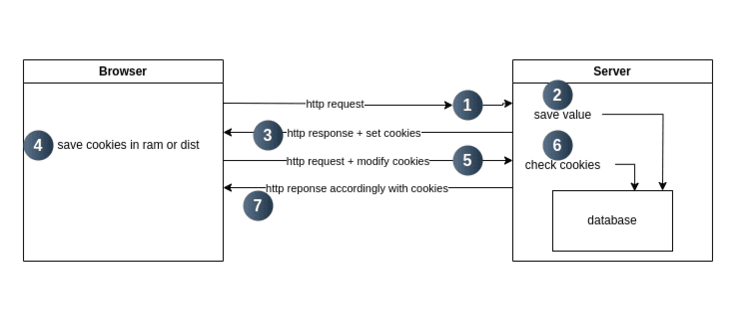 Browser
Server
http request
1
2
save value
3
http response + set cookies
4
save cookies in ram or dist
6
http request + modify cookies
5
check cookies
http reponse accordingly with cookies
7
database